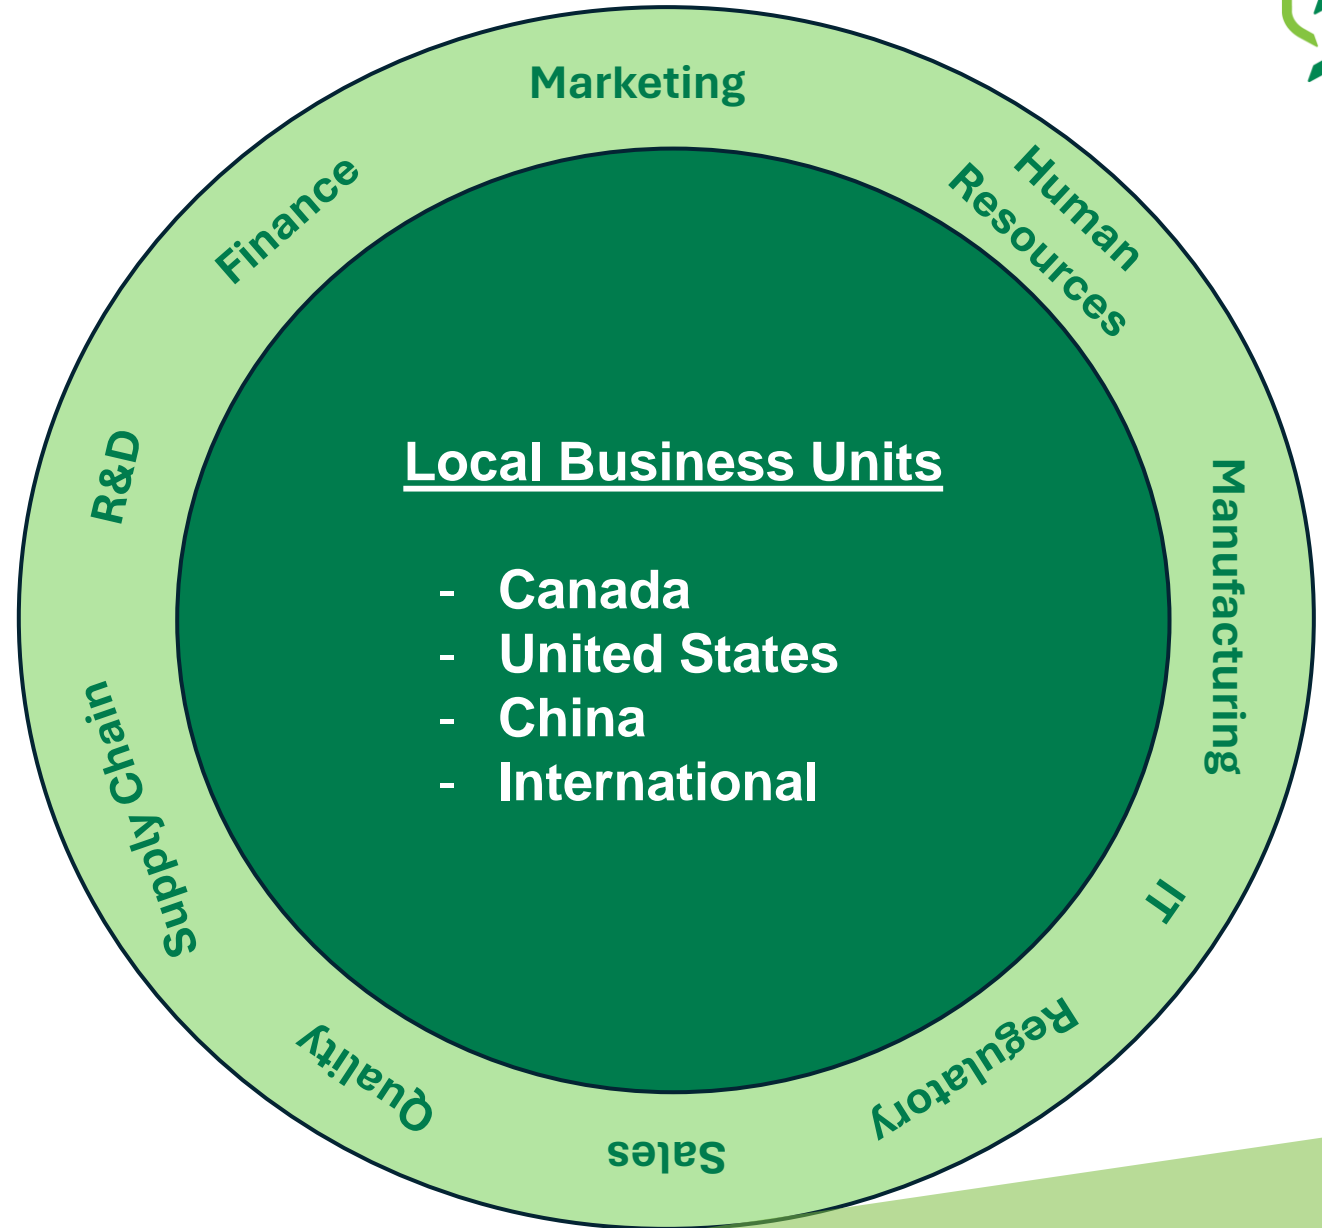 Marketing
Human
Resources
Manufacturing
IT
Regulatory
Sales
Quality
Supply Chain
R&D
Finance
Local Business Units
- Canada
- United States
- China
- International